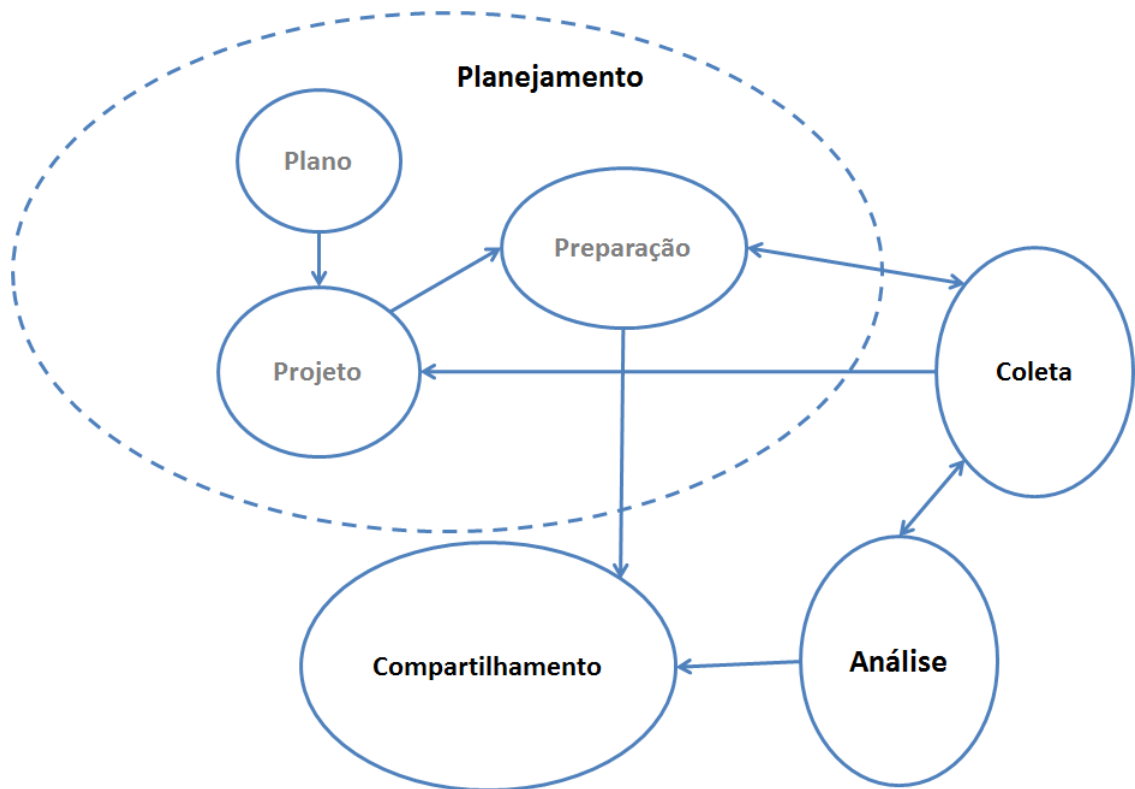 Planejamento
Plano
Preparação
Projeto
Coleta
Compartilhamento
Análise